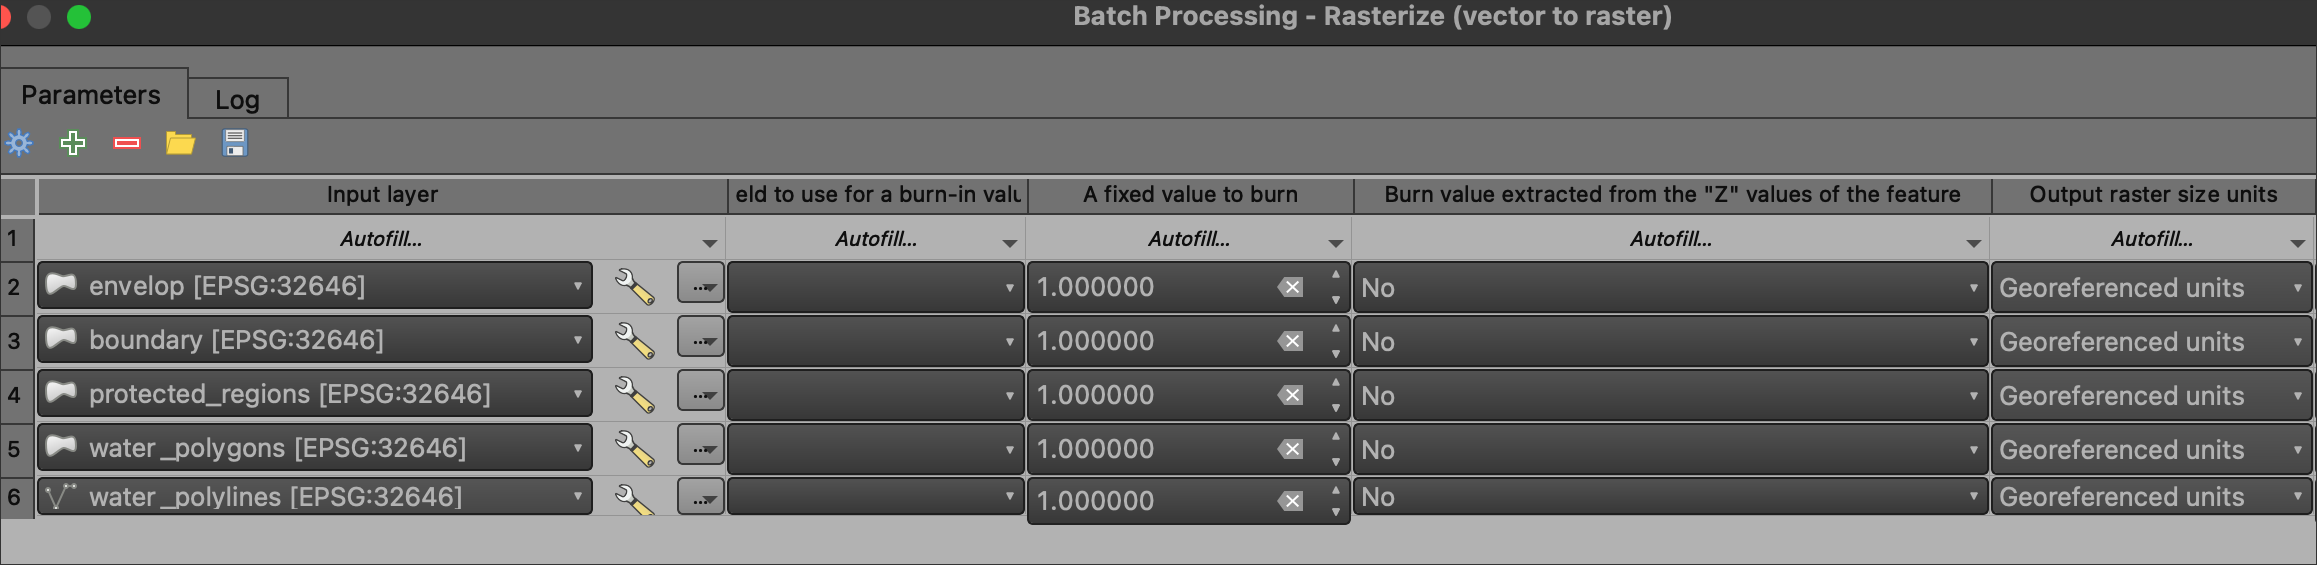 Batch Processing - Rasterize (vector to raster)
Parameters Log
Input layer eld to use for a burn-in valu A fixed value to burn Burn value extracted from the "Z" values of the feature Output raster size units
1 Autofill... Autofill... Autofill... Autofill... Autofill...
2 envelop [EPSG:32646] ... 1.000000 No Georeferenced units
3 boundary [EPSG:32646] ... 1.000000 No Georeferenced units
4 protected_regions [EPSG:32646] ... 1.000000 No Georeferenced units
5 water_polygons [EPSG:32646] ... 1.000000 No Georeferenced units
6 water_polylines [EPSG:32646] ... 1.000000 No Georeferenced units